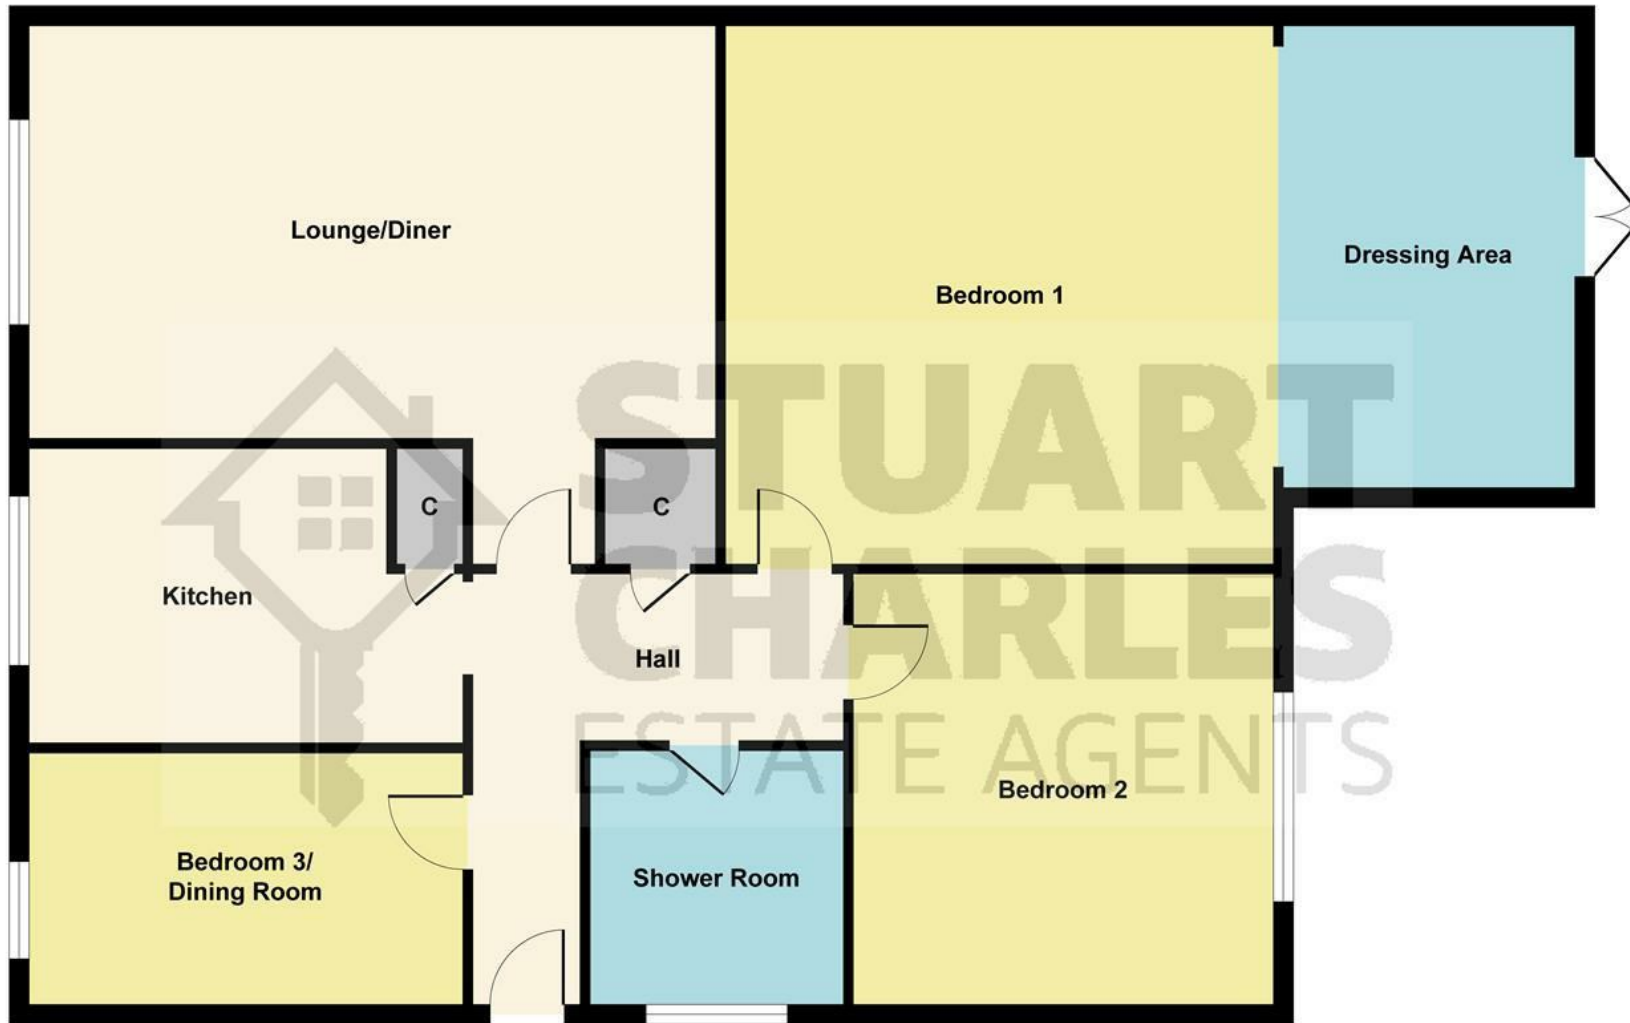 Lounge/Diner
Bedroom 1
Dressing Area
C
C
Kitchen
Hall
Bedroom 2
Bedroom 3/
Dining Room
Shower Room
STUART
CHARLES
ESTATE AGENTS